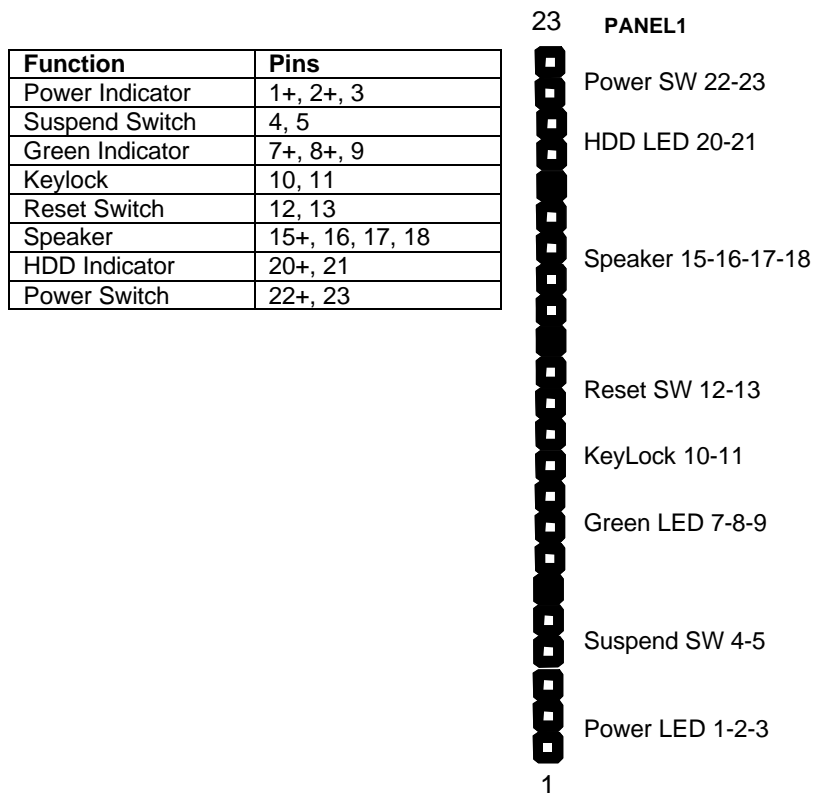 Function Pins
Power Indicator 1+, 2+, 3
Suspend Switch 4, 5
Green Indicator 7+, 8+, 9
Keylock 10, 11
Reset Switch 12, 13
Speaker 15+, 16, 17, 18
HDD Indicator 20+, 21
Power Switch 22+, 23
23 PANEL1
Power SW 22-23
HDD LED 20-21
Speaker 15-16-17-18
Reset SW 12-13
KeyLock 10-11
Green LED 7-8-9
Suspend SW 4-5
Power LED 1-2-3
1